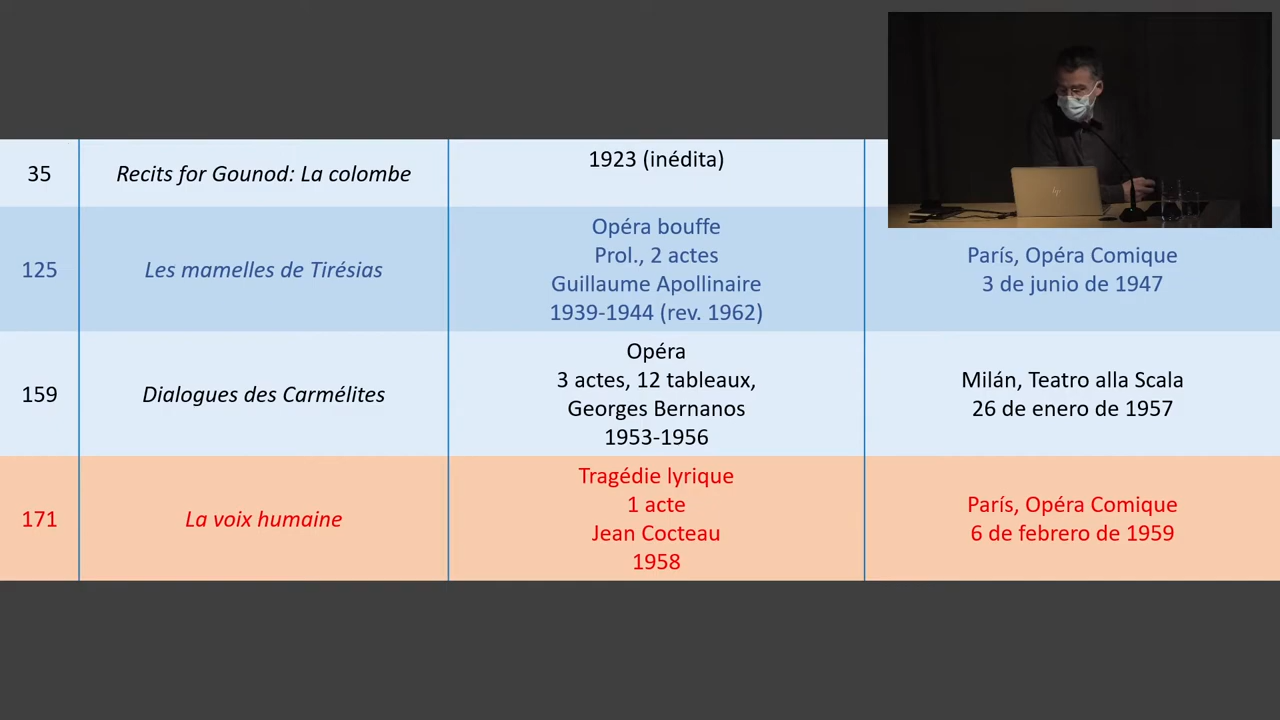 35
Recits for Gounod: La colombe
1923 (inédita)
125
Les mamelles de Tirésias
Opéra bouffe
Prol., 2 actes
Guillaume Apollinaire
1939-1944 (rev. 1962)
París, Opéra Comique
3 de junio de 1947
159
Dialogues des Carmélites
Opéra
3 actes, 12 tableaux,
Georges Bernanos
1953-1956
Milán, Teatro alla Scala
26 de enero de 1957
171
La voix humaine
Tragédie lyrique
1 acte
Jean Cocteau
1958
París, Opéra Comique
6 de febrero de 1959
hp